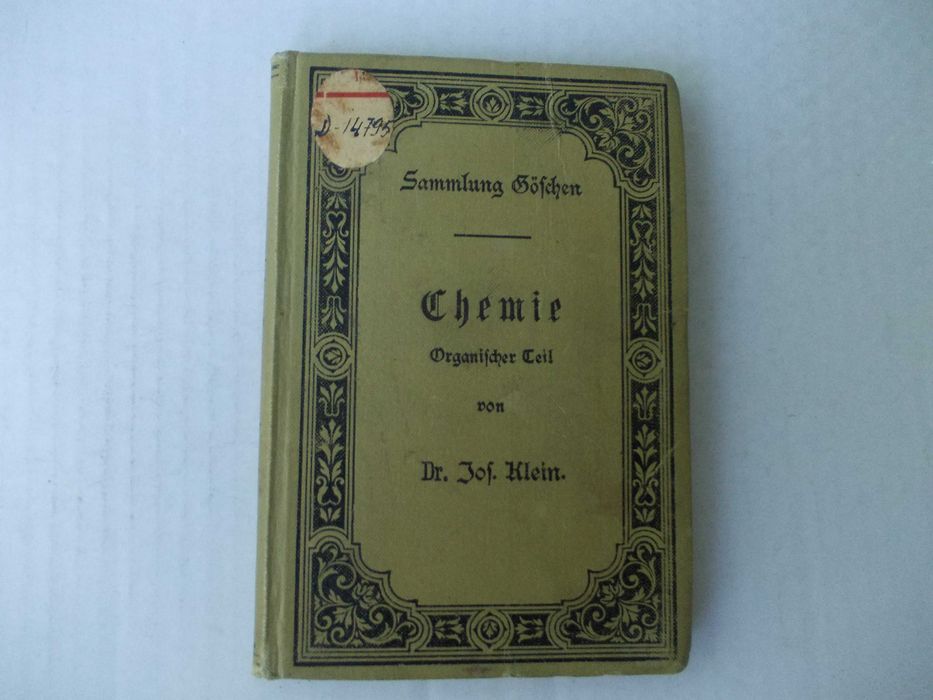 D-14795
Sammlung Göschen
Chemie
Organischer Teil
von
Dr. Jos. Klein.